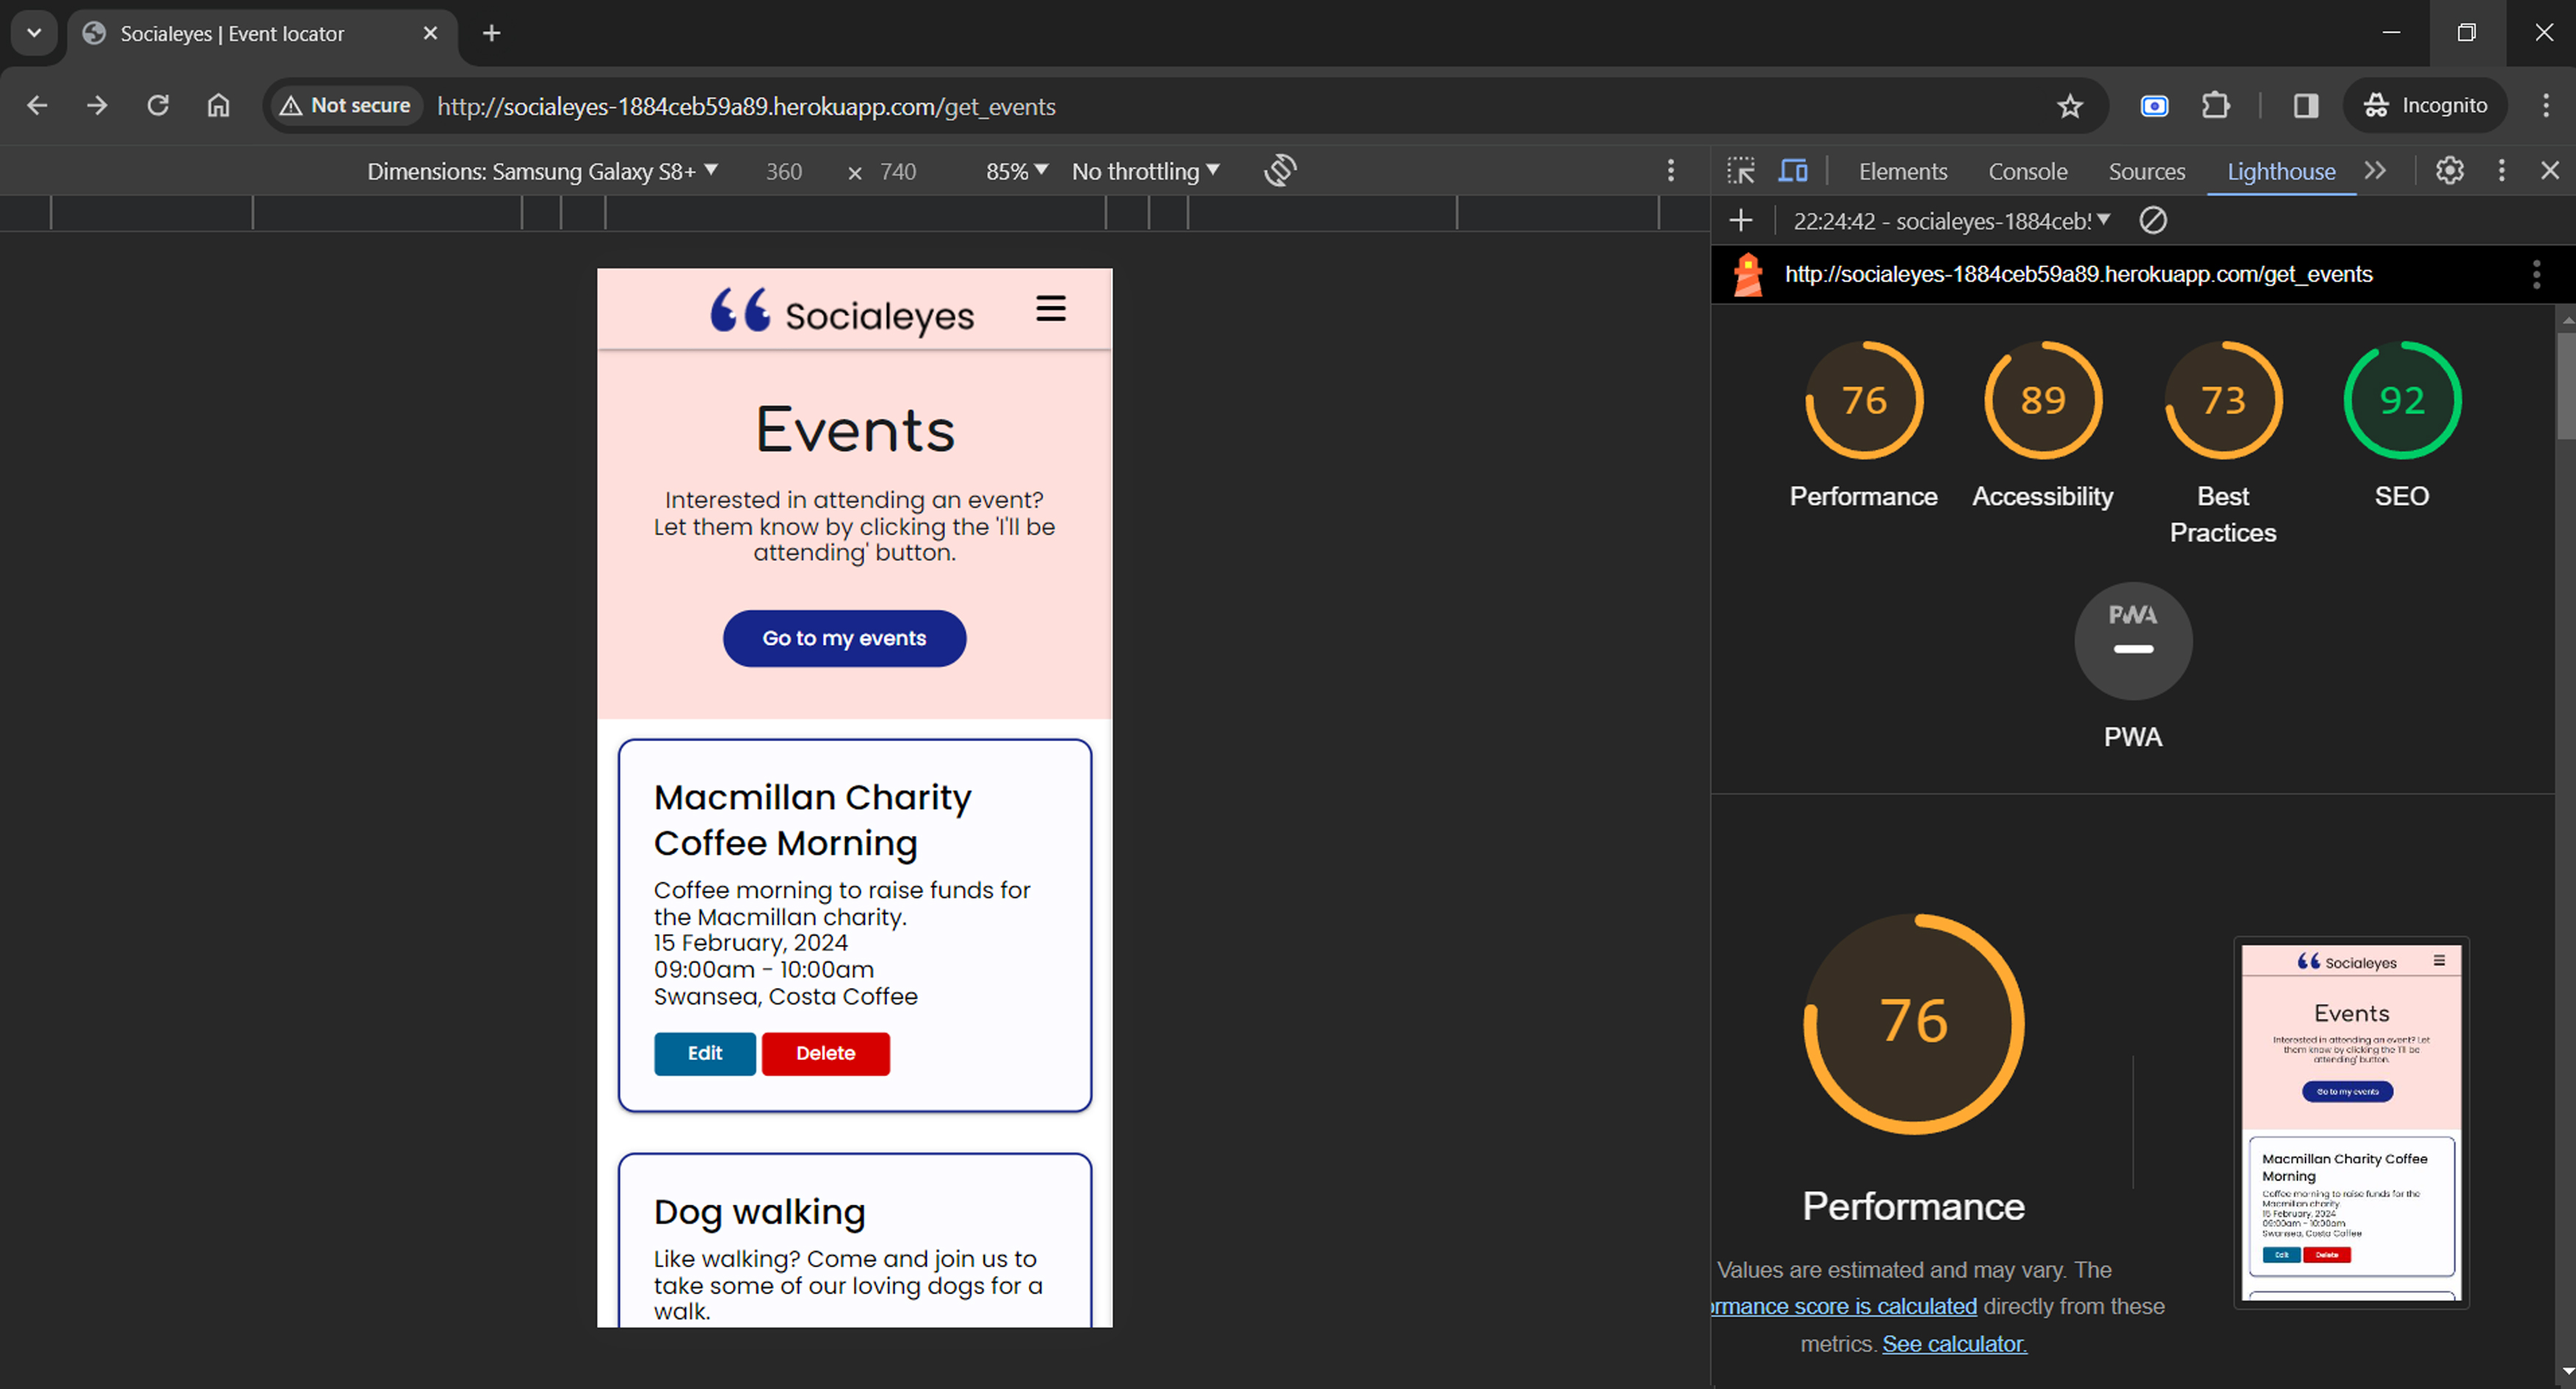 Socialeyes | Event locator
Not secure
http://socialeyes-1884ceb59a89.herokuapp.com/get_events
Incognito
Dimensions: Samsung Galaxy S8+
360
×
740
85%
No throttling
Elements
Console
Sources
Lighthouse
22:24:42 - socialeyes-1884ceb!
http://socialeyes-1884ceb59a89.herokuapp.com/get_events
Socialeyes
Events
Interested in attending an event?
Let them know by clicking the 'I'll be
attending' button.
Go to my events
Macmillan Charity
Coffee Morning
Coffee morning to raise funds for
the Macmillan charity.
15 February, 2024
09:00am - 10:00am
Swansea, Costa Coffee
Edit
Delete
Dog walking
Like walking? Come and join us to
take some of our loving dogs for a
walk.
76
89
73
92
Performance
Accessibility
Best
Practices
SEO
PWA
PWA
76
Performance
Values are estimated and may vary. The
rmance score is calculated directly from these
metrics. See calculator.
Socialeyes
Events
Interested in attending an event? Let
them know by clicking the 'I'll be
attending' button.
Go to my events
Macmillan Charity Coffee
Morning
Coffee morning to raise funds for the
Macmillan charity.
15 February, 2024
09:00am - 10:00am
Swansea, Costa Coffee
Edit
Delete